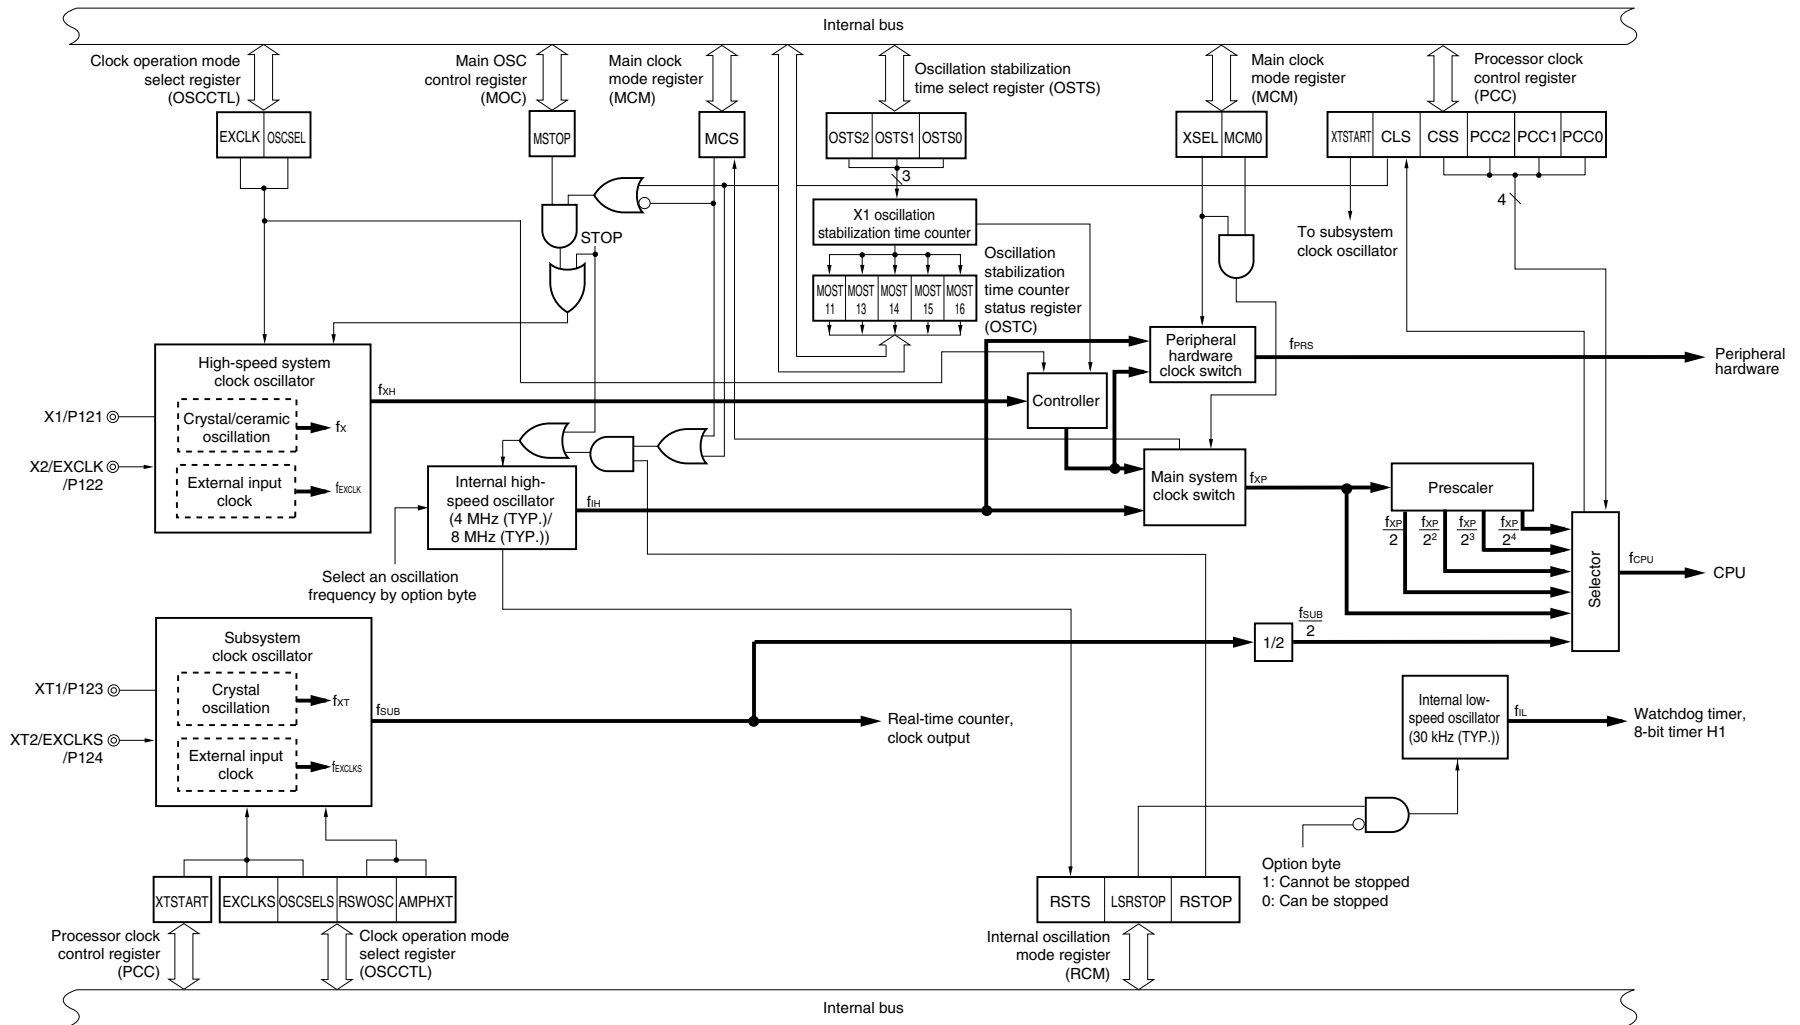 Internal bus
Clock operation mode
select register
(OSCCTL)
Main OSC
control register
(MOC)
Main clock
mode register
(MCM)
Oscillation stabilization
time select register (OSTS)
Main clock
mode register
(MCM)
Processor clock
control register
(PCC)
EXCLK OSCSEL
MSTOP
MCS
OSTS2 OSTS1 OSTS0
XSEL MCM0
XTSTART CLS CSS PCC2 PCC1 PCC0
3
4
X1 oscillation
stabilization time counter
To subsystem
clock oscillator
STOP
Oscillation
stabilization
time counter
status register
(OSTC)
MOST MOST MOST MOST MOST
11 13 14 15 16
High-speed system
clock oscillator
Crystal/ceramic
oscillation
fX
External input
clock
fEXCLK
X1/P121
X2/EXCLK
/P122
fXH
Controller
Peripheral
hardware
clock switch
fPRS
Peripheral
hardware
Internal high-
speed oscillator
(4 MHz (TYP.)/
8 MHz (TYP.))
fIH
Main system
clock switch
fXP
Prescaler
fXP
2
fXP
2²
fXP
2³
fXP
2⁴
Selector
fCPU
CPU
Select an oscillation
frequency by option byte
fSUB
2
1/2
Subsystem
clock oscillator
Crystal
oscillation
fXT
External input
clock
fEXCLKS
XT1/P123
XT2/EXCLKS
/P124
fSUB
Real-time counter,
clock output
Internal low-
speed oscillator
(30 kHz (TYP.))
fIL
Watchdog timer,
8-bit timer H1
Option byte
1: Cannot be stopped
0: Can be stopped
XTSTART
EXCLKS OSCSELS RSWOSC AMPHXT
RSTS LSRSTOP RSTOP
Processor clock
control register
(PCC)
Clock operation mode
select register
(OSCCTL)
Internal oscillation
mode register
(RCM)
Internal bus